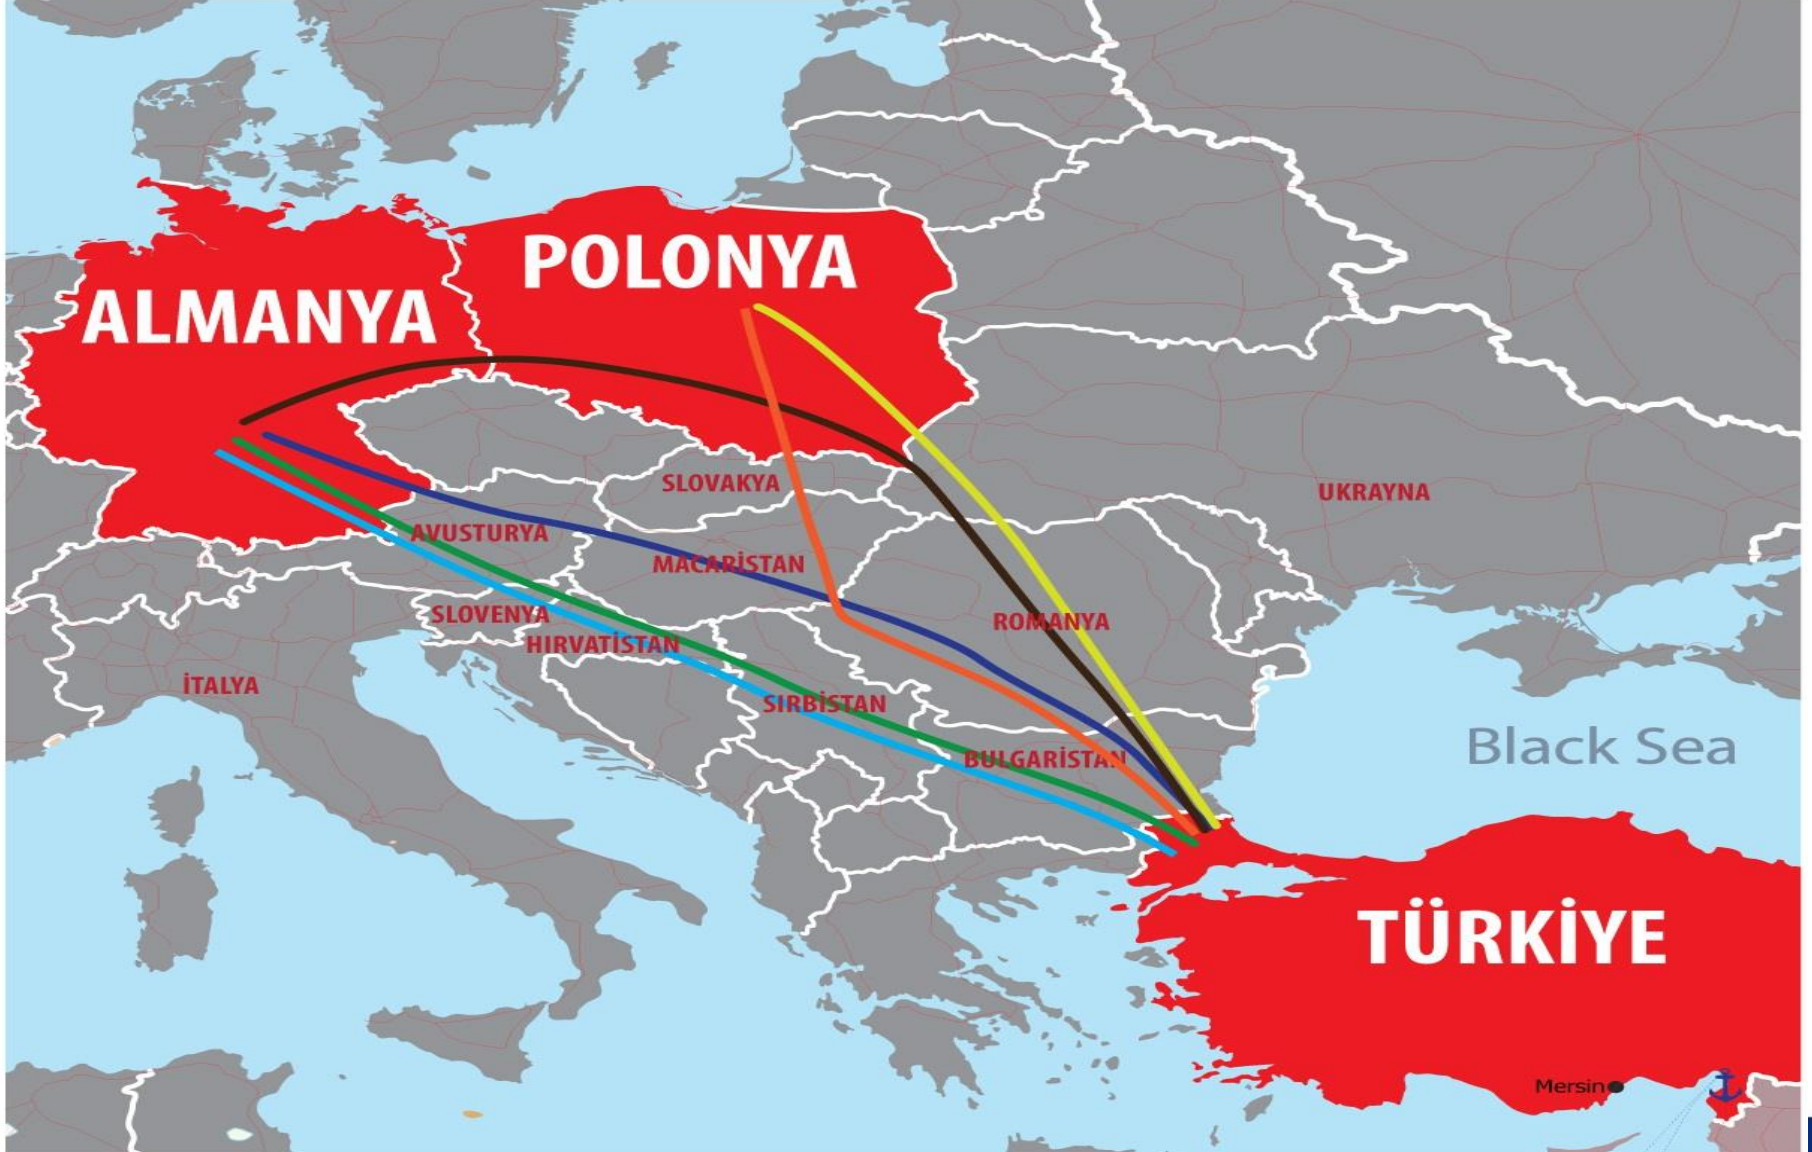 POLONYA
ALMANYA
SLOVAKYA
UKRAYNA
AVUSTURYA
MACARİSTAN
SLOVENYA
ROMANYA
HIRVATİSTAN
İTALYA
SIRBİSTAN
Black Sea
BULGARİSTAN
TÜRKİYE
Mersin